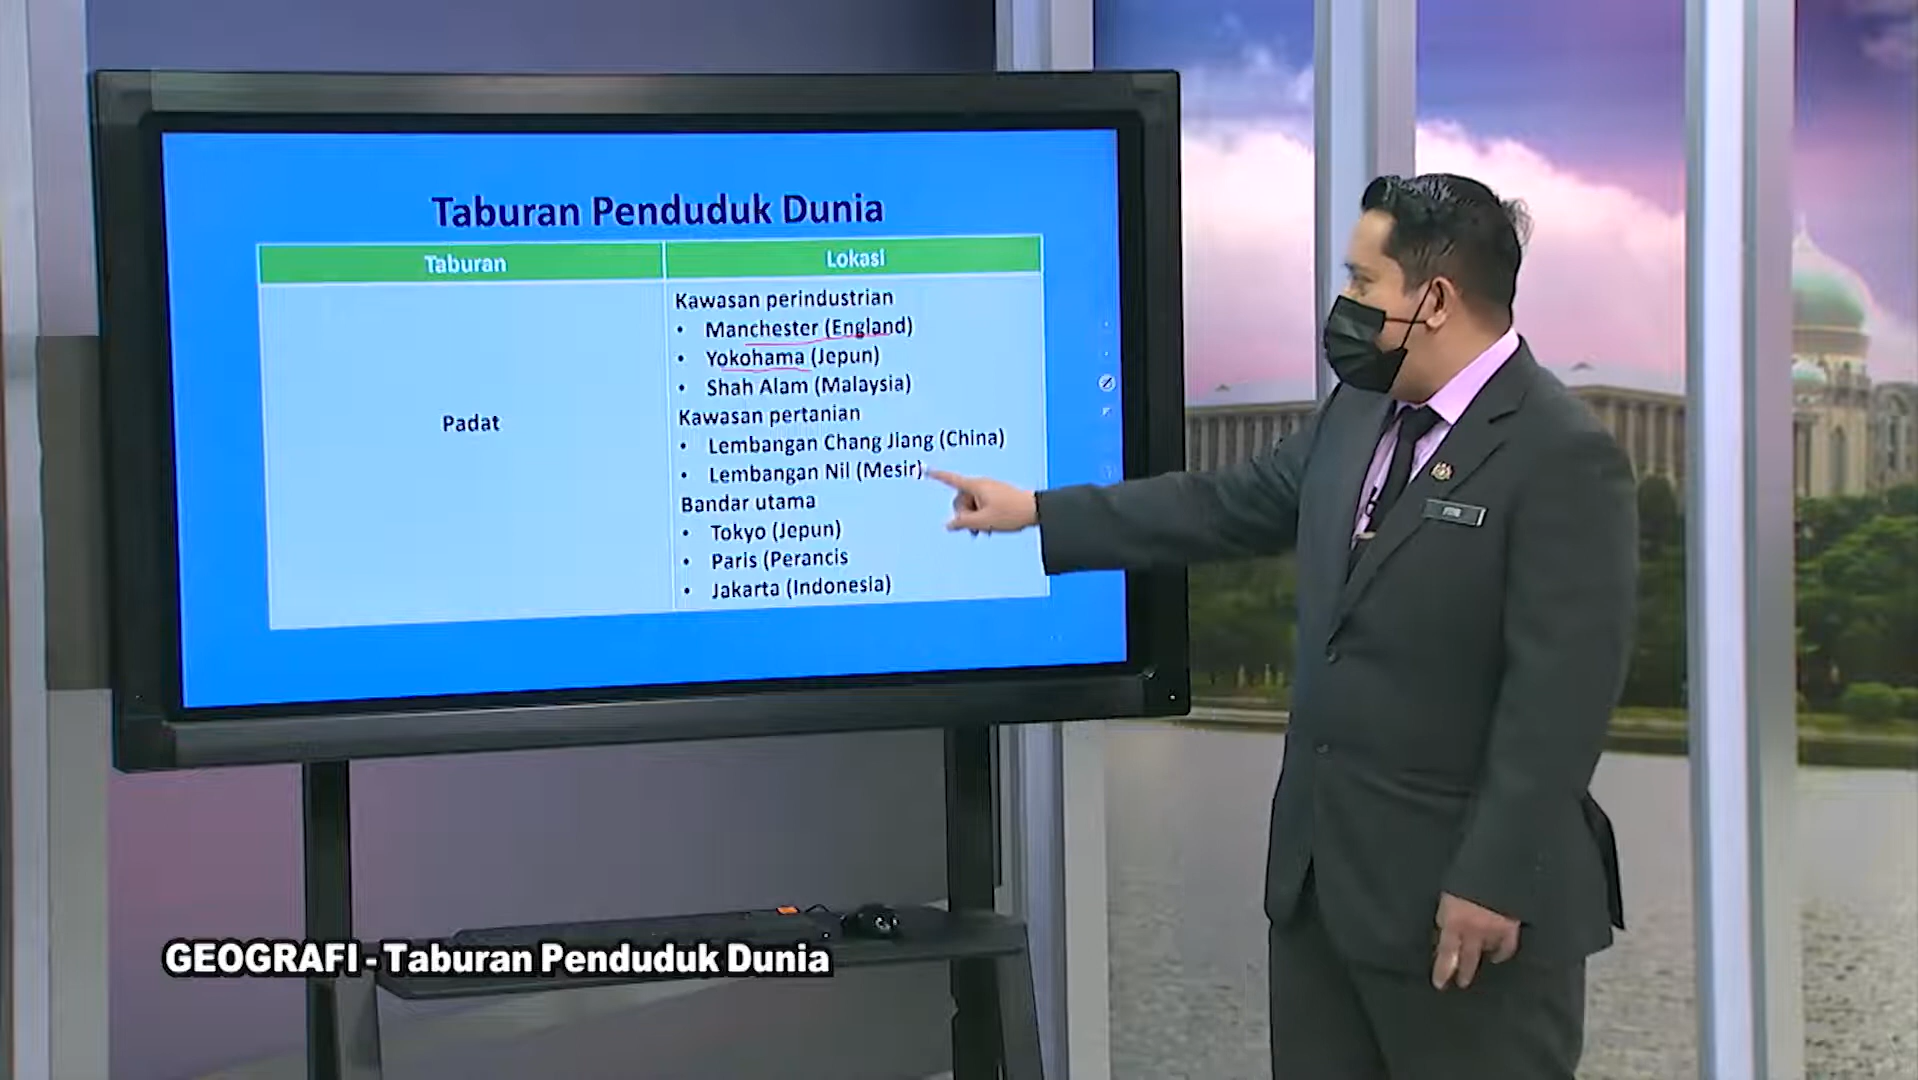 Taburan Penduduk Dunia
Taburan
Lokasi
Padat
Kawasan perindustrian
• Manchester (England)
• Yokohama (Jepun)
• Shah Alam (Malaysia)
Kawasan pertanian
• Lembangan Chang Jiang (China)
• Lembangan Nil (Mesir)
Bandar utama
• Tokyo (Jepun)
• Paris (Perancis
• Jakarta (Indonesia)
GEOGRAFI - Taburan Penduduk Dunia